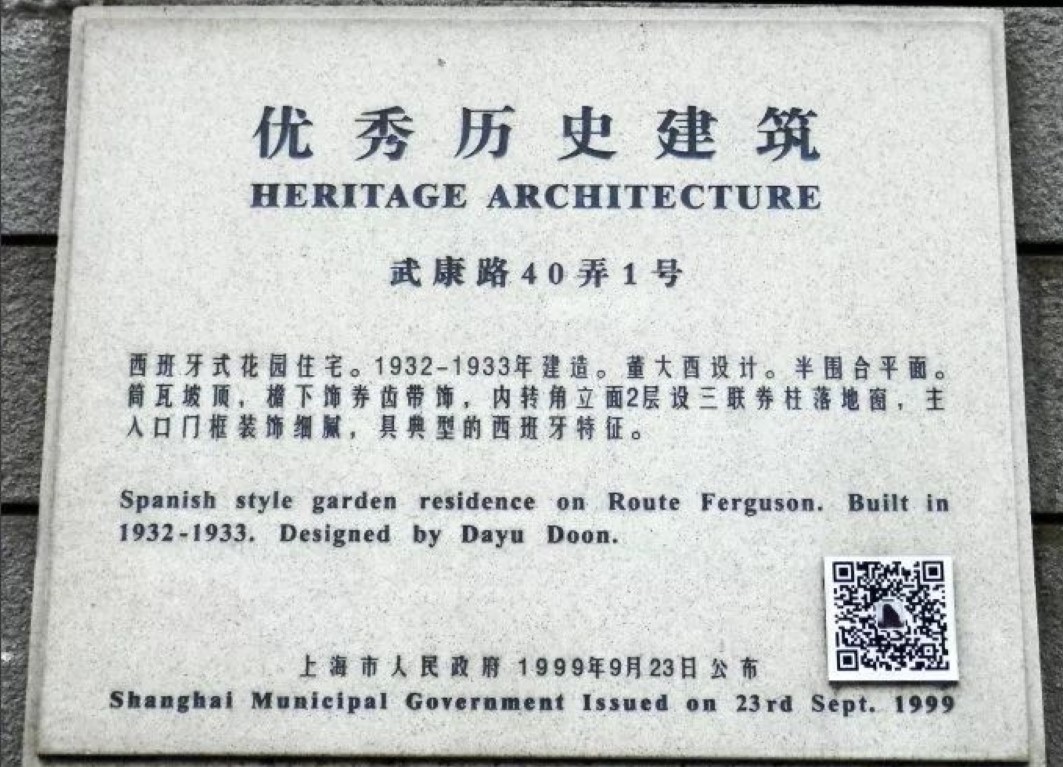 优秀历史建筑
HERITAGE ARCHITECTURE
武康路40弄1号
西班牙式花园住宅。1932-1933年建造。董大酉设计。半围合平面。
筒瓦坡顶，檐下饰券齿带饰，内转角立面2层设三联券柱落地窗，主
入口门框装饰细腻，具典型的西班牙特征。
Spanish style garden residence on Route Ferguson. Built in
1932-1933. Designed by Dayu Doon.
上海市人民政府 1999年9月23日公布
Shanghai Municipal Government Issued on 23rd Sept. 1999